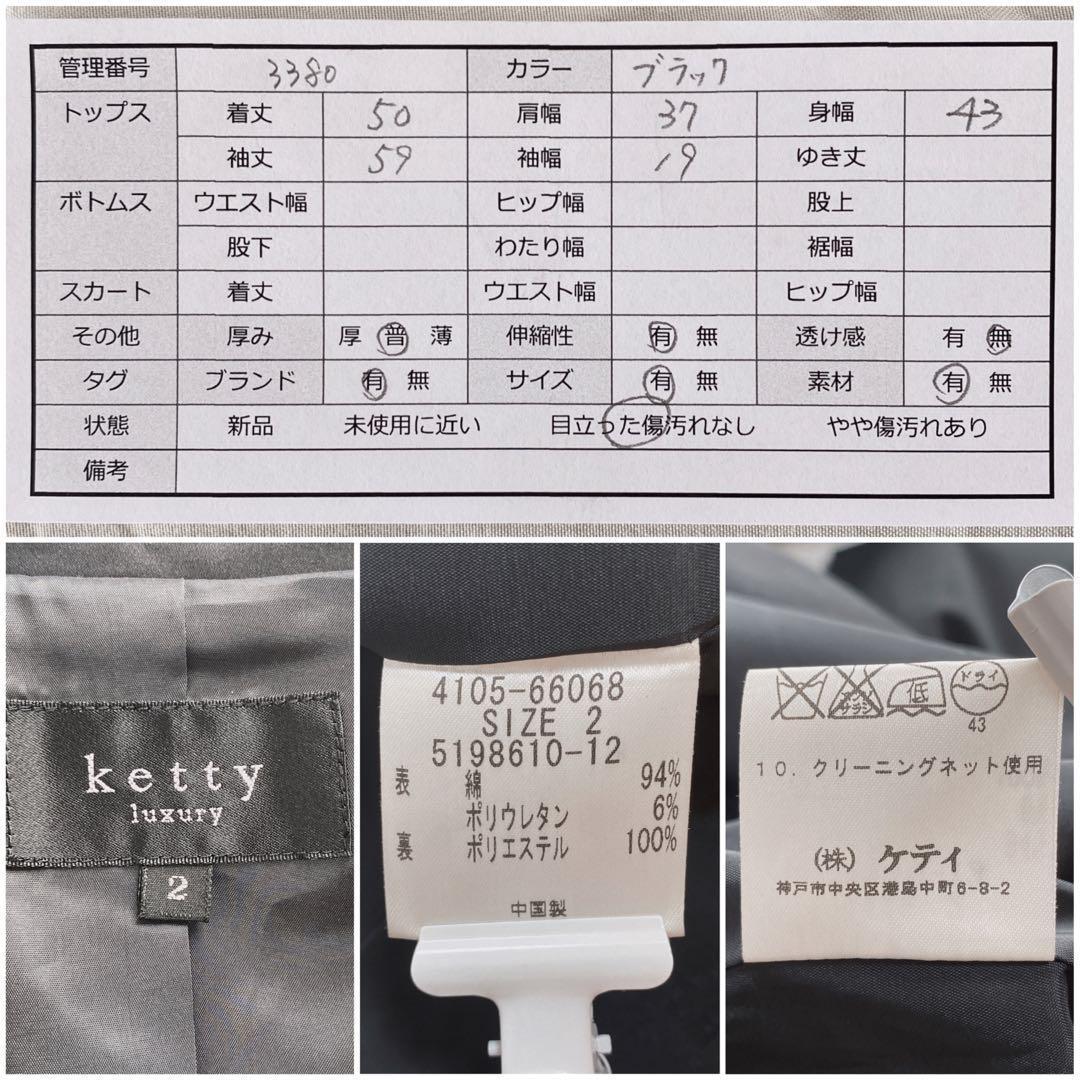 管理番号 3380 カラー ブラック
トップス 着丈 50 肩幅 37 身幅 43
袖丈 59 袖幅 19 ゆき丈
ボトムス ウエスト幅 ヒップ幅 股上
股下 わたり幅 裾幅
スカート 着丈 ウエスト幅 ヒップ幅
その他 厚み 厚 普 薄 伸縮性 有 無 透け感 有 無
タグ ブランド 有 無 サイズ 有 無 素材 有 無
状態 新品 未使用に近い 目立った傷汚れなし やや傷汚れあり
備考
ketty
luxury
2
4105-66068
SIZE 2
5198610-12
表 綿 94%
ポリウレタン 6%
裏 ポリエステル 100%
中国製
エンソ サラシ 低 ドライ
43
10. クリーニングネット使用
(株) ケティ
神戸市中央区港島中町6-8-2